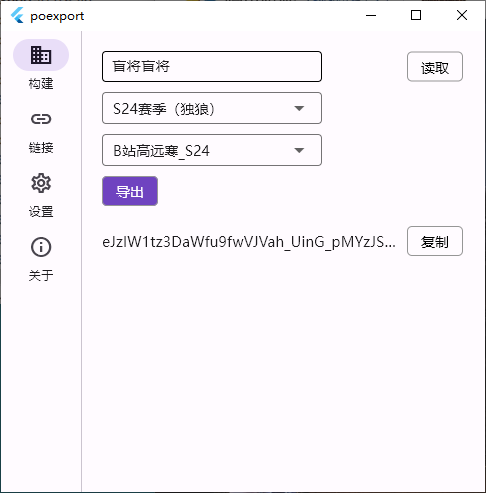 poexport
构建
链接
设置
关于
盲将盲将
读取
S24赛季（独狼）
B站高远寒_S24
导出
eJzIW1tz3DaWfu9fwVJVah_UinG_pMYzJS...
复制